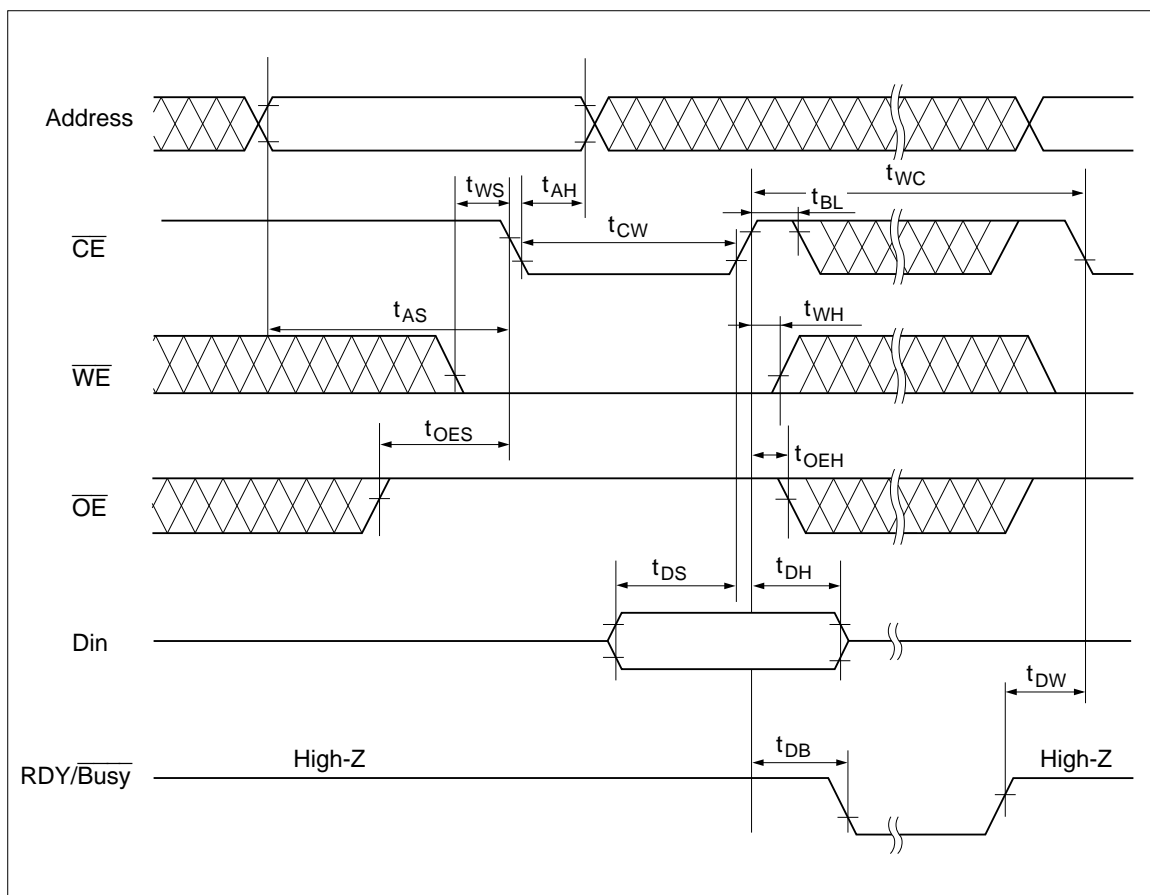 Address
tWS
tAH
tWC
tBL
CE
tCW
tAS
tWH
WE
tOES
tOEH
OE
tDS
tDH
Din
tDW
High-Z
tDB
High-Z
RDY/Busy